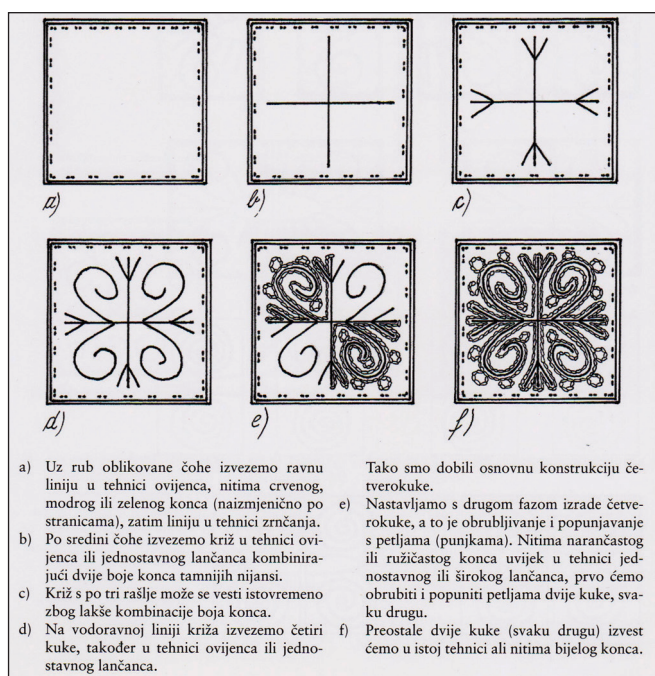 a)
b)
c)
d)
e)
f)
a) Uz rub oblikovane čohe izvezemo ravnu
liniju u tehnici ovijenca, nitima crvenog,
modrog ili zelenog konca (naizmjenično po
stranicama), zatim liniju u tehnici zrnčanja.
b) Po sredini čohe izvezemo križ u tehnici ovi-
jenca ili jednostavnog lančanca kombinira-
jući dvije boje konca tamnijih nijansi.
c) Križ s po tri rašlje može se vesti istovremeno
zbog lakše kombinacije boja konca.
d) Na vodoravnoj liniji križa izvezemo četiri
kuke, također u tehnici ovijenca ili jedno-
stavnog lančanca.
Tako smo dobili osnovnu konstrukciju če-
tverokuke.
e) Nastavljamo s drugom fazom izrade četve-
rokuke, a to je obrubljivanje i popunjavanje
s petljama (punjkama). Nitima narančastog
ili ružičastog konca uvijek u tehnici jed-
nostavnog ili širokog lančanca, prvo ćemo
obrubiti i popuniti petljama dvije kuke, sva-
ku drugu.
f) Preostale dvije kuke (svaku drugu) izvest
ćemo u istoj tehnici ali nitima bijelog konca.